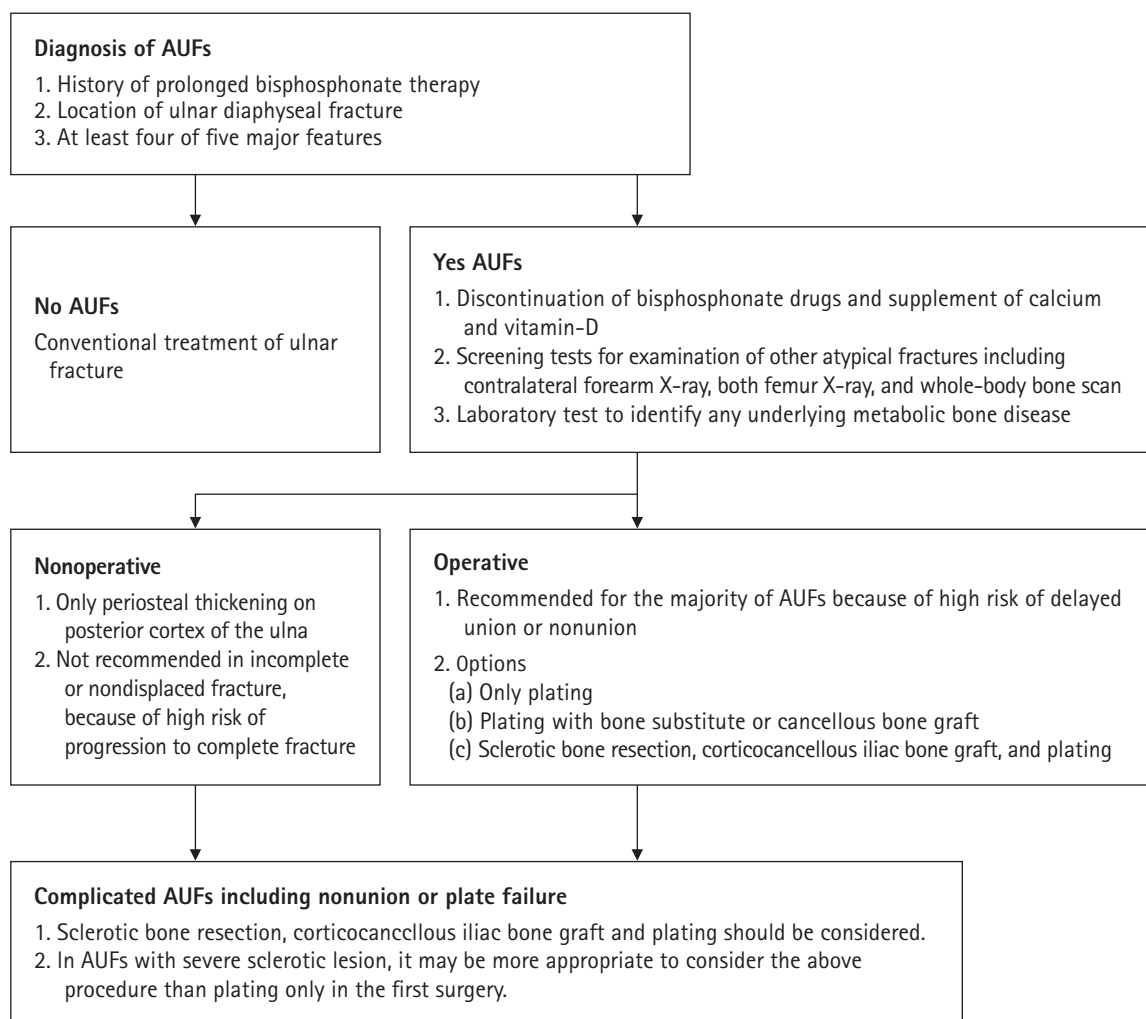 Diagnosis of AUFs
1. History of prolonged bisphosphonate therapy
2. Location of ulnar diaphyseal fracture
3. At least four of five major features
No AUFs
Conventional treatment of ulnar
fracture
Yes AUFs
1. Discontinuation of bisphosphonate drugs and supplement of calcium
and vitamin-D
2. Screening tests for examination of other atypical fractures including
contralateral forearm X-ray, both femur X-ray, and whole-body bone scan
3. Laboratory test to identify any underlying metabolic bone disease
Nonoperative
1. Only periosteal thickening on
posterior cortex of the ulna
2. Not recommended in incomplete
or nondisplaced fracture,
because of high risk of
progression to complete fracture
Operative
1. Recommended for the majority of AUFs because of high risk of delayed
union or nonunion
2. Options
(a) Only plating
(b) Plating with bone substitute or cancellous bone graft
(c) Sclerotic bone resection, corticocancellous iliac bone graft, and plating
Complicated AUFs including nonunion or plate failure
1. Sclerotic bone resection, corticocanccllous iliac bone graft and plating should be considered.
2. In AUFs with severe sclerotic lesion, it may be more appropriate to consider the above
procedure than plating only in the first surgery.